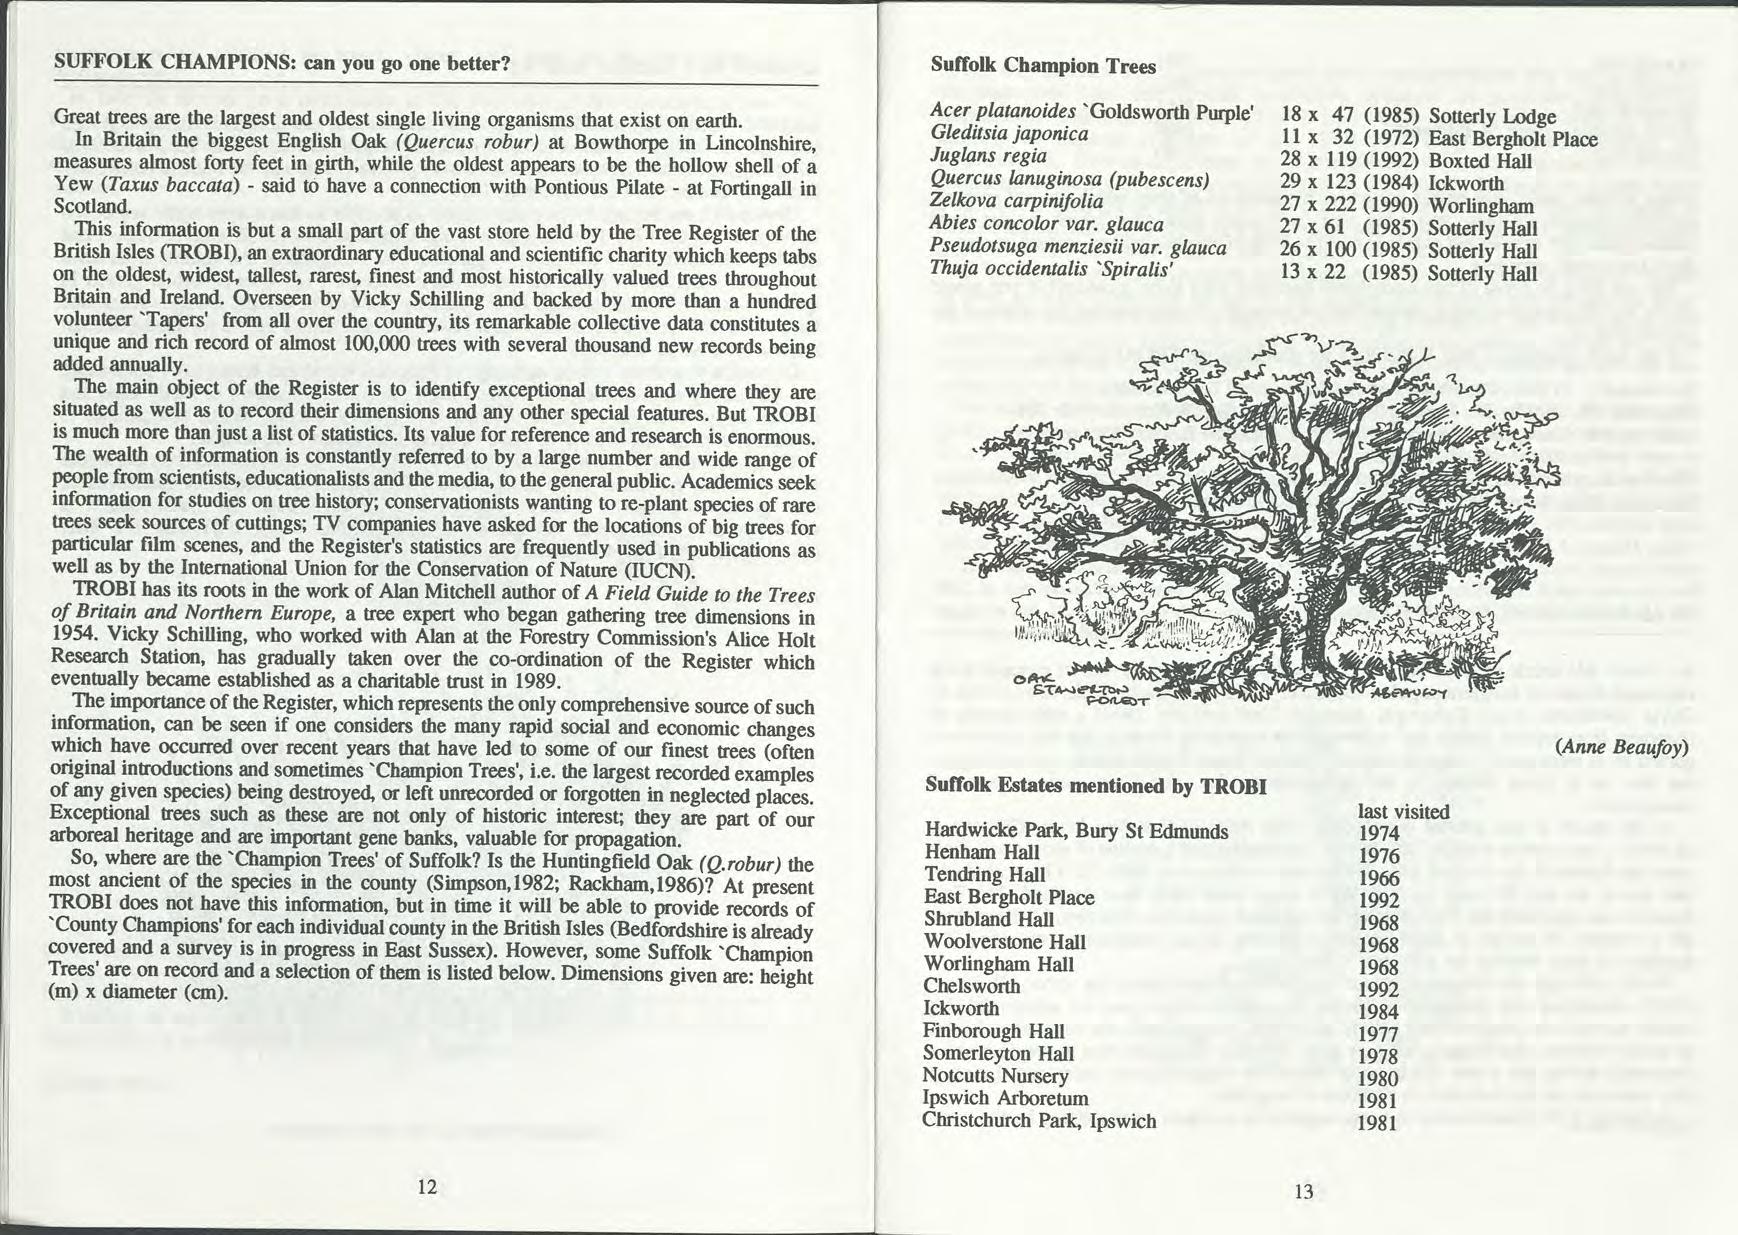 SUFFOLK CHAMPIONS: can you go one better?
Great trees are the largest and oldest single living organisms that exist on earth.
In Britain the biggest English Oak (Quercus robur) at Bowthorpe in Lincolnshire,
measures almost forty feet in girth, while the oldest appears to be the hollow shell of a
Yew (Taxus baccata) - said to have a connection with Pontious Pilate - at Fortingall in
Scotland.
This information is but a small part of the vast store held by the Tree Register of the
British Isles (TROBI), an extraordinary educational and scientific charity which keeps tabs
on the oldest, widest, tallest, rarest, finest and most historically valued trees throughout
Britain and Ireland. Overseen by Vicky Schilling and backed by more than a hundred
volunteer `Tapers' from all over the country, its remarkable collective data constitutes a
unique and rich record of almost 100,000 trees with several thousand new records being
added annually.
The main object of the Register is to identify exceptional trees and where they are
situated as well as to record their dimensions and any other special features. But TROBI
is much more than just a list of statistics. Its value for reference and research is enormous.
The wealth of information is constantly referred to by a large number and wide range of
people from scientists, educationalists and the media, to the general public. Academics seek
information for studies on tree history; conservationists wanting to re-plant species of rare
trees seek sources of cuttings; TV companies have asked for the locations of big trees for
particular film scenes, and the Register's statistics are frequently used in publications as
well as by the International Union for the Conservation of Nature (IUCN).
TROBI has its roots in the work of Alan Mitchell author of A Field Guide to the Trees
of Britain and Northern Europe, a tree expert who began gathering tree dimensions in
1954. Vicky Schilling, who worked with Alan at the Forestry Commission's Alice Holt
Research Station, has gradually taken over the co-ordination of the Register which
eventually became established as a charitable trust in 1989.
The importance of the Register, which represents the only comprehensive source of such
information, can be seen if one considers the many rapid social and economic changes
which have occurred over recent years that have led to some of our finest trees (often
original introductions and sometimes `Champion Trees', i.e. the largest recorded examples
of any given species) being destroyed, or left unrecorded or forgotten in neglected places.
Exceptional trees such as these are not only of historic interest; they are part of our
arboreal heritage and are important gene banks, valuable for propagation.
So, where are the `Champion Trees' of Suffolk? Is the Huntingfield Oak (Q.robur) the
most ancient of the species in the county (Simpson,1982; Rackham,1986)? At present
TROBI does not have this information, but in time it will be able to provide records of
`County Champions' for each individual county in the British Isles (Bedfordshire is already
covered and a survey is in progress in East Sussex). However, some Suffolk `Champion
Trees' are on record and a selection of them is listed below. Dimensions given are: height
(m) x diameter (cm).
12
Suffolk Champion Trees
Acer platanoides `Goldsworth Purple' 18 x 47 (1985) Sotterly Lodge
Gleditsia japonica 11 x 32 (1972) East Bergholt Place
Juglans regia 28 x 119 (1992) Boxted Hall
Quercus lanuginosa (pubescens) 29 x 123 (1984) Ickworth
Zelkova carpinifolia 27 x 222 (1990) Worlingham
Abies concolor var. glauca 27 x 61 (1985) Sotterly Hall
Pseudotsuga menziesii var. glauca 26 x 100 (1985) Sotterly Hall
Thuja occidentalis `Spiralis' 13 x 22 (1985) Sotterly Hall
OAK
STAVERTON
FOREST
ABEAUFOY
(Anne Beaufoy)
Suffolk Estates mentioned by TROBI
last visited
Hardwicke Park, Bury St Edmunds 1974
Henham Hall 1976
Tendring Hall 1966
East Bergholt Place 1992
Shrubland Hall 1968
Woolverstone Hall 1968
Worlingham Hall 1968
Chelsworth 1992
Ickworth 1984
Finborough Hall 1977
Somerleyton Hall 1978
Notcutts Nursery 1980
Ipswich Arboretum 1981
Christchurch Park, Ipswich 1981
13